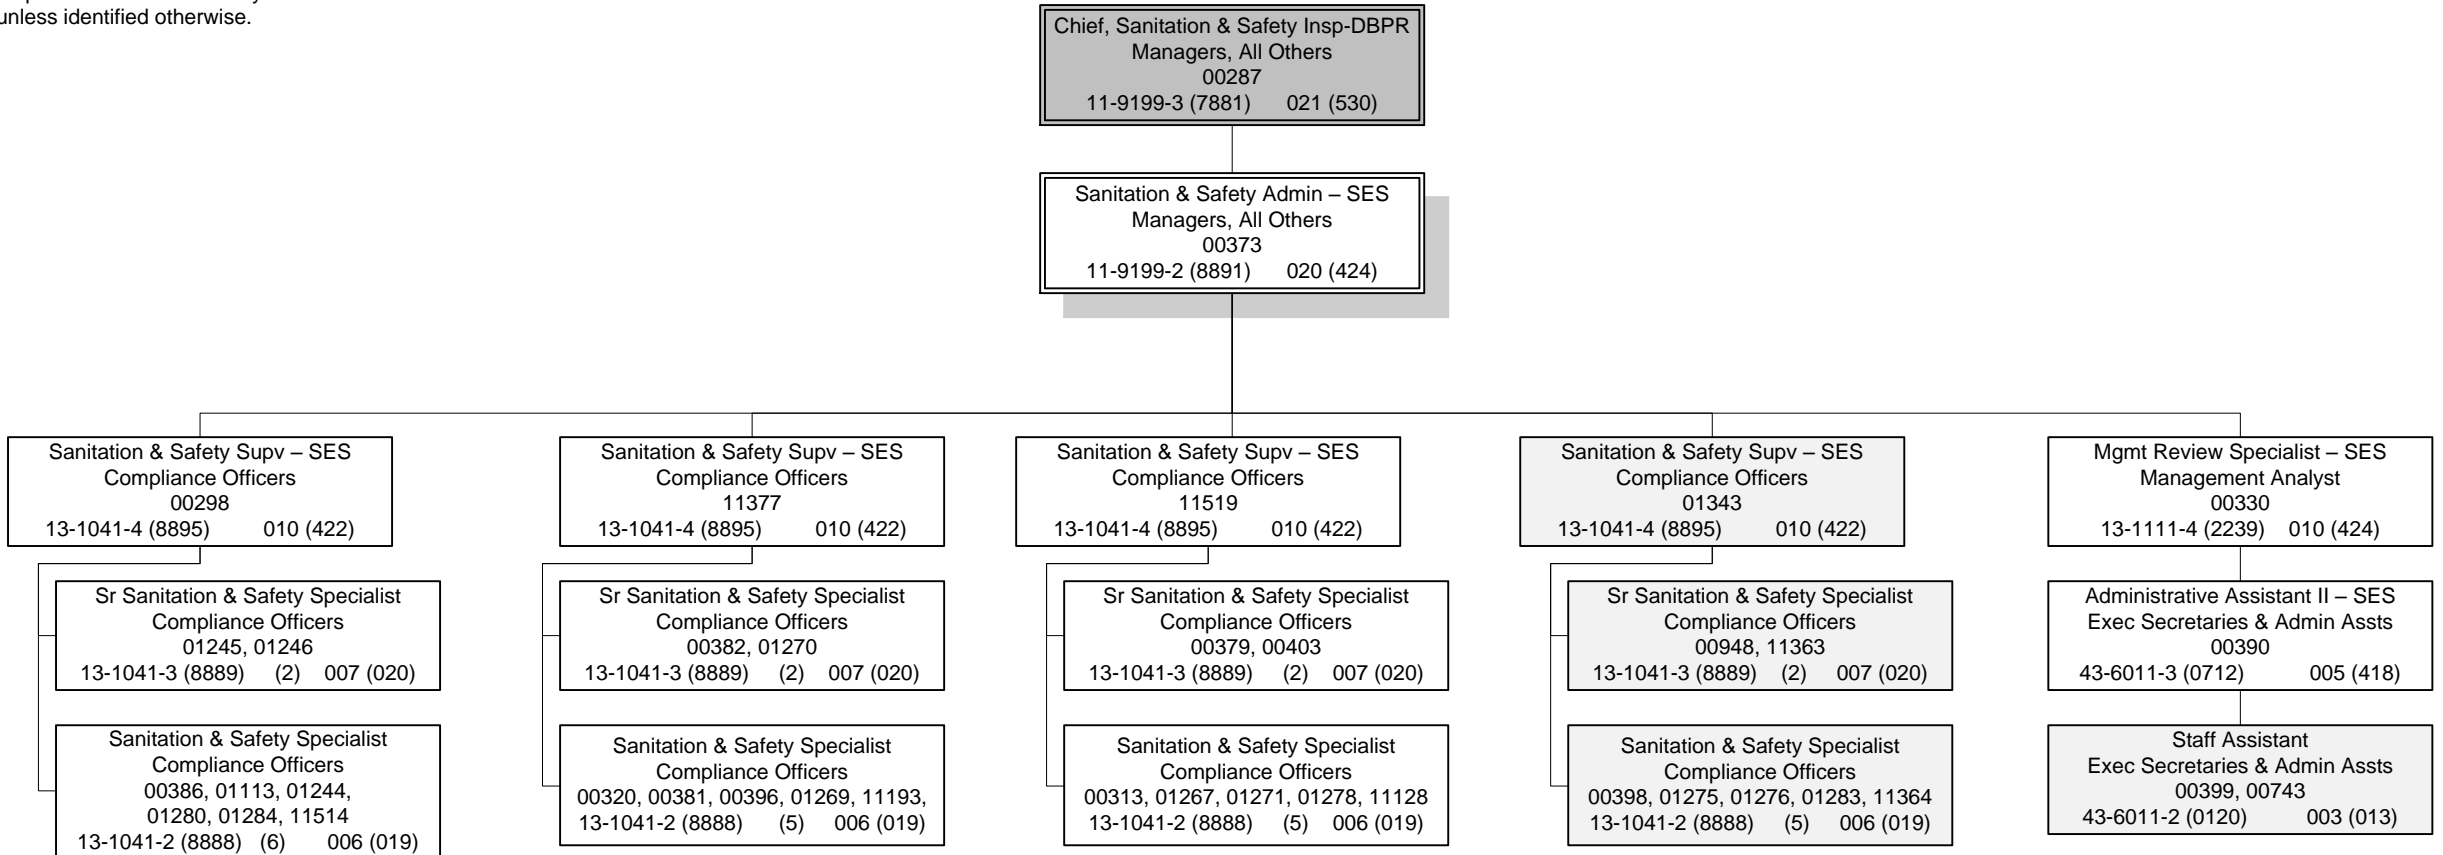 unless identified otherwise.
Chief, Sanitation & Safety Insp-DBPR
Managers, All Others
00287
11-9199-3 (7881) 021 (530)
Sanitation & Safety Admin – SES
Managers, All Others
00373
11-9199-2 (8891) 020 (424)
Sanitation & Safety Supv – SES
Compliance Officers
00298
13-1041-4 (8895) 010 (422)
Sr Sanitation & Safety Specialist
Compliance Officers
01245, 01246
13-1041-3 (8889) (2) 007 (020)
Sanitation & Safety Specialist
Compliance Officers
00386, 01113, 01244,
01280, 01284, 11514
13-1041-2 (8888) (6) 006 (019)
Sanitation & Safety Supv – SES
Compliance Officers
11377
13-1041-4 (8895) 010 (422)
Sr Sanitation & Safety Specialist
Compliance Officers
00382, 01270
13-1041-3 (8889) (2) 007 (020)
Sanitation & Safety Specialist
Compliance Officers
00320, 00381, 00396, 01269, 11193,
13-1041-2 (8888) (5) 006 (019)
Sanitation & Safety Supv – SES
Compliance Officers
11519
13-1041-4 (8895) 010 (422)
Sr Sanitation & Safety Specialist
Compliance Officers
00379, 00403
13-1041-3 (8889) (2) 007 (020)
Sanitation & Safety Specialist
Compliance Officers
00313, 01267, 01271, 01278, 11128
13-1041-2 (8888) (5) 006 (019)
Sanitation & Safety Supv – SES
Compliance Officers
01343
13-1041-4 (8895) 010 (422)
Sr Sanitation & Safety Specialist
Compliance Officers
00948, 11363
13-1041-3 (8889) (2) 007 (020)
Sanitation & Safety Specialist
Compliance Officers
00398, 01275, 01276, 01283, 11364
13-1041-2 (8888) (5) 006 (019)
Mgmt Review Specialist – SES
Management Analyst
00330
13-1111-4 (2239) 010 (424)
Administrative Assistant II – SES
Exec Secretaries & Admin Assts
00390
43-6011-3 (0712) 005 (418)
Staff Assistant
Exec Secretaries & Admin Assts
00399, 00743
43-6011-2 (0120) 003 (013)